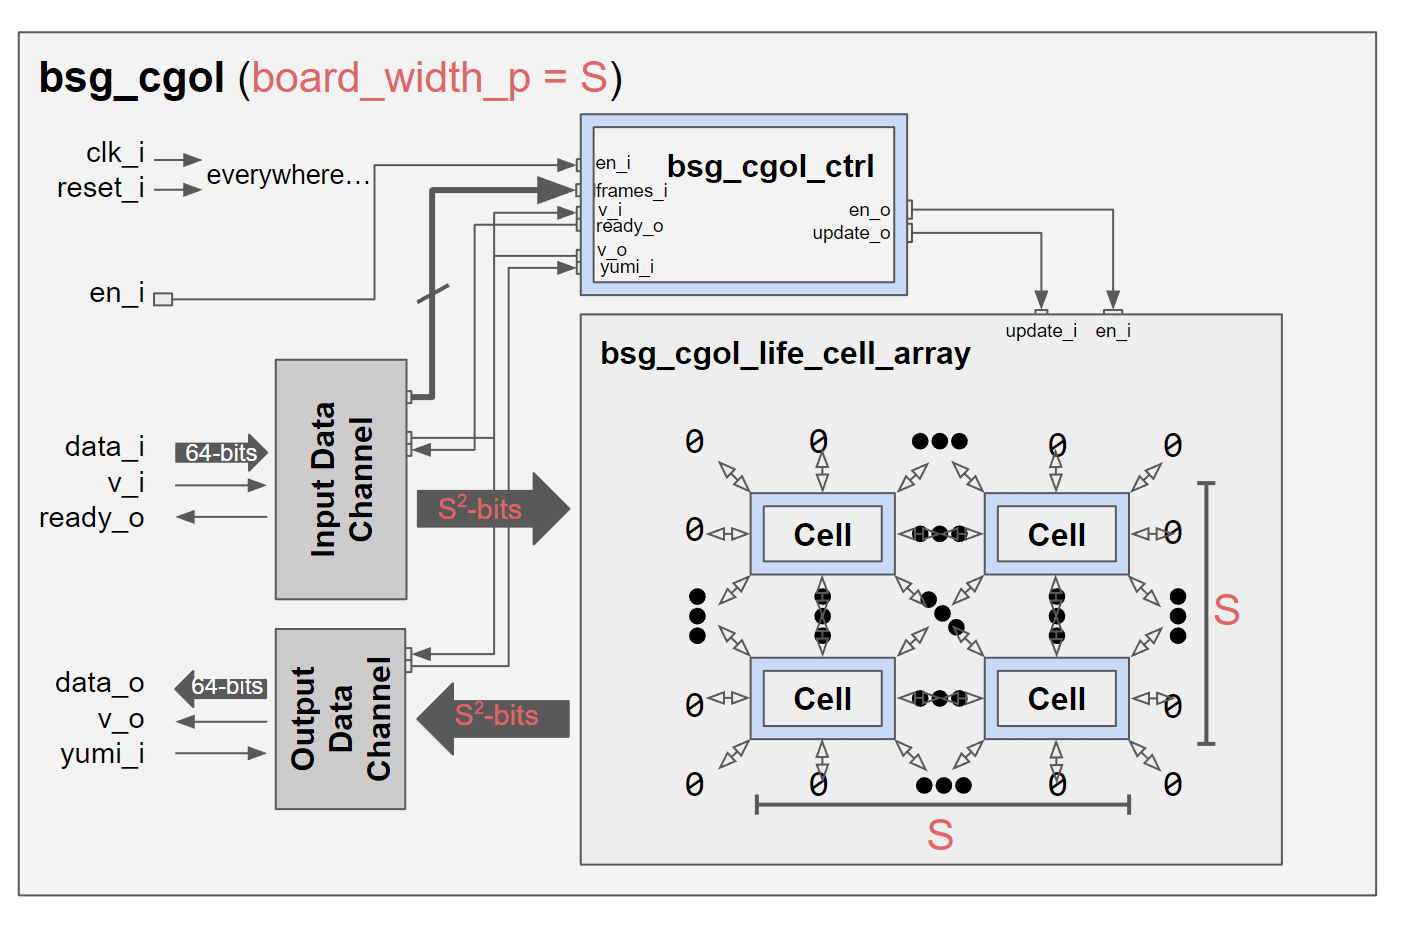 bsg_cgol (board_width_p = S)
clk_i
reset_i
everywhere...
en_i
en_i
frames_i
v_i
ready_o
v_o
yumi_i
bsg_cgol_ctrl
en_o
update_o
update_i en_i
bsg_cgol_life_cell_array
data_i
64-bits
v_i
ready_o
Input Data
Channel
S²-bits
data_o
64-bits
v_o
yumi_i
Output
Data
Channel
S²-bits
0 0 0 0
0 Cell Cell 0
S
0 Cell Cell 0
0 0 0 0
S